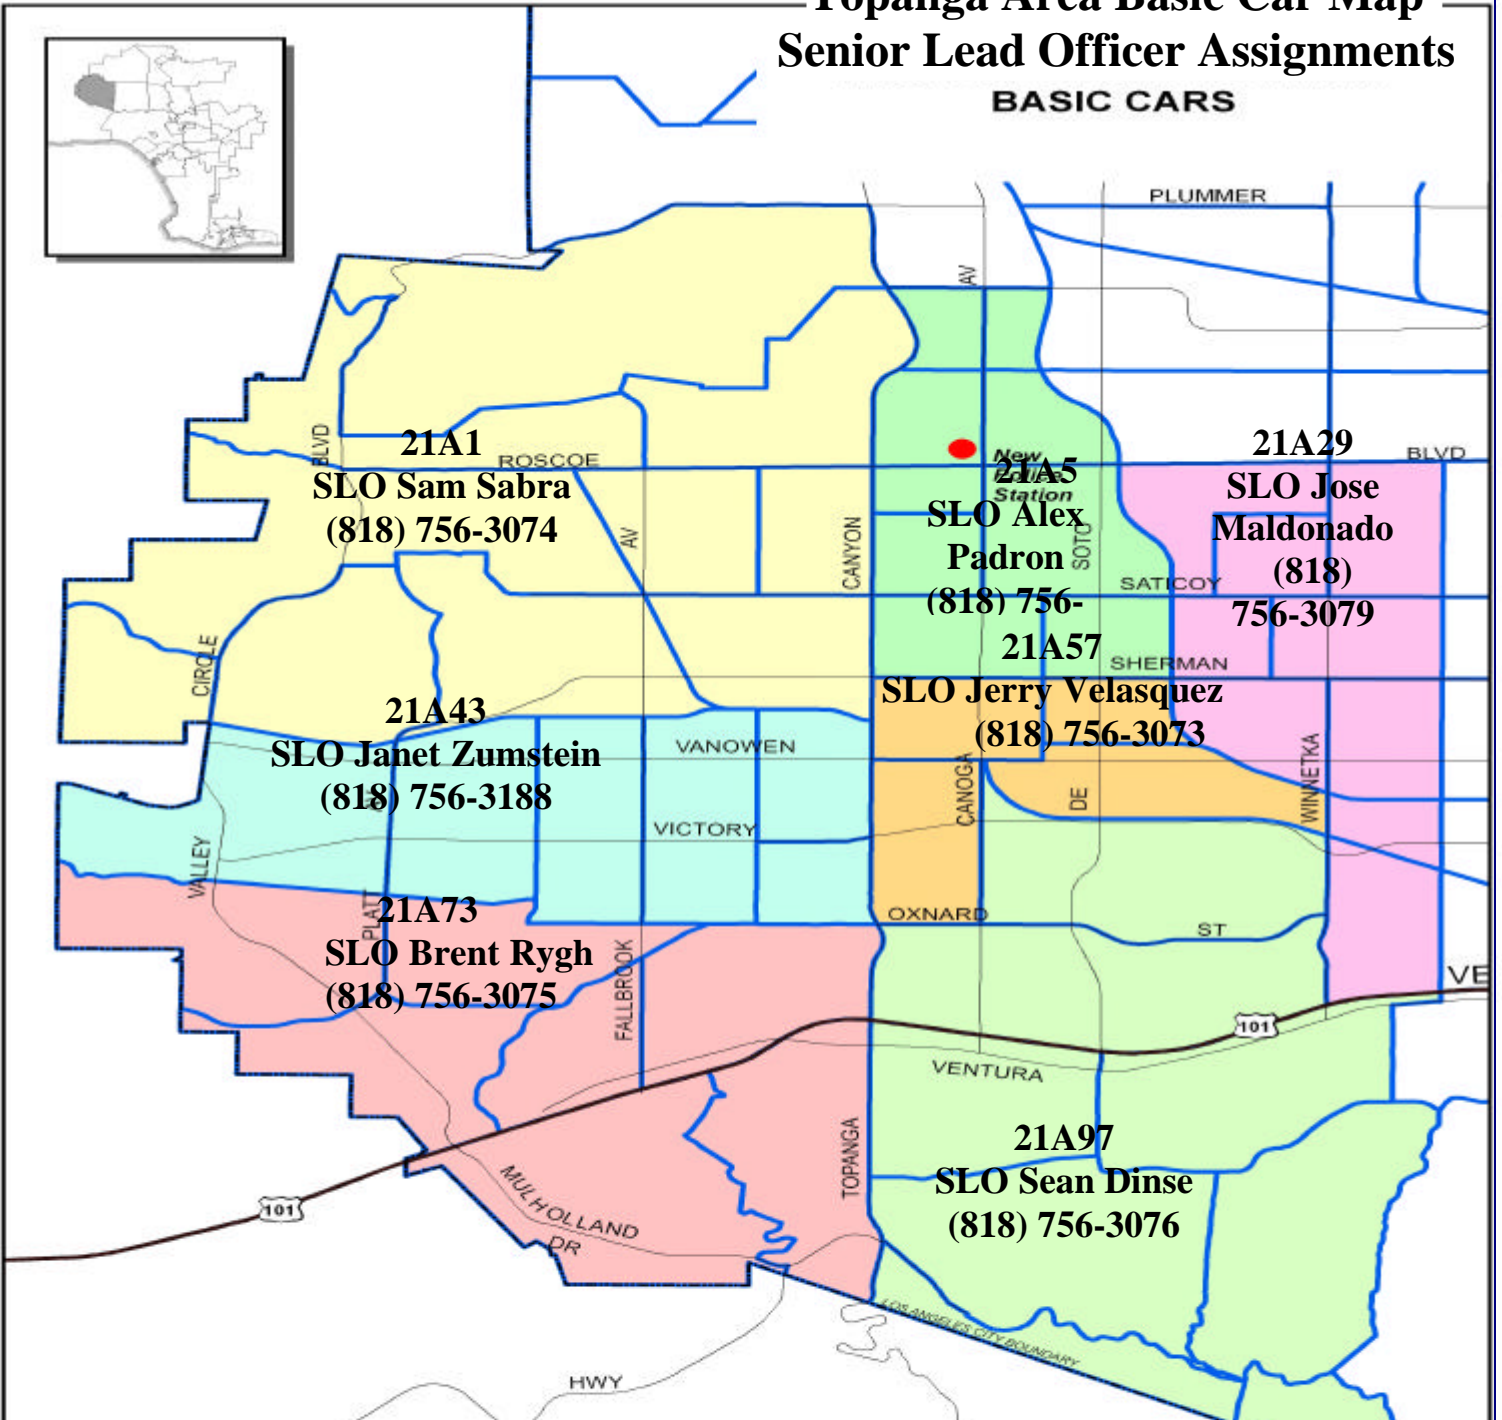 Topanga Area Basic Car Map
Senior Lead Officer Assignments
BASIC CARS
PLUMMER
AV
BLVD
21A1
SLO Sam Sabra
(818) 756-3074
ROSCOE
AV
CANYON
New
Police
Station
21A5
SLO Alex
Padron
(818) 756-
SOTO
21A29
SLO Jose
Maldonado
(818)
756-3079
BLVD
SATICOY
CIRCLE
21A57
SLO Jerry Velasquez
(818) 756-3073
SHERMAN
21A43
SLO Janet Zumstein
(818) 756-3188
VANOWEN
AV
VICTORY
CANOGA
DE
WINNETKA
VALLEY
PLATT
21A73
SLO Brent Rygh
(818) 756-3075
OXNARD
ST
FALLBROOK
VE
101
VENTURA
TOPANGA
21A97
SLO Sean Dinse
(818) 756-3076
101
MULHOLLAND
DR
LOS ANGELES CITY BOUNDARY
HWY